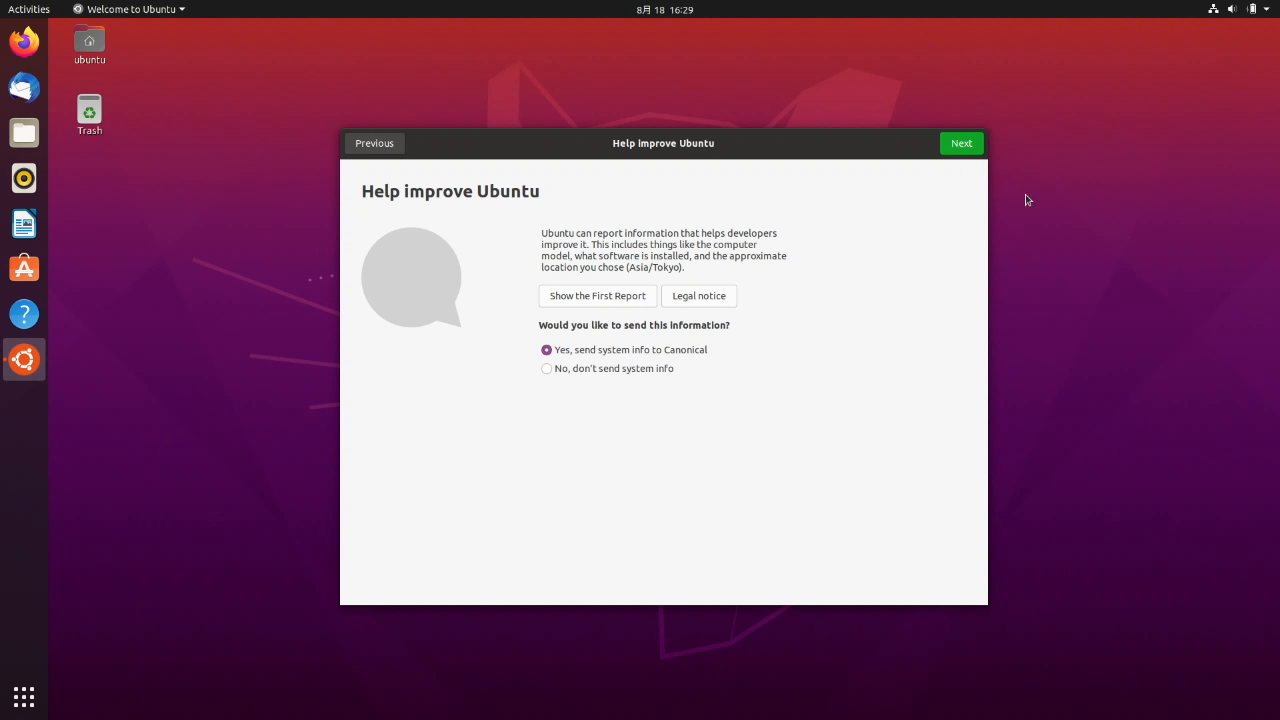 Activities
Welcome to Ubuntu
8月 18 16:29
ubuntu
Trash
Previous
Help improve Ubuntu
Next
Help improve Ubuntu
Ubuntu can report information that helps developers
improve it. This includes things like the computer
model, what software is installed, and the approximate
location you chose (Asia/Tokyo).
Show the First Report
Legal notice
Would you like to send this information?
Yes, send system info to Canonical
No, don't send system info